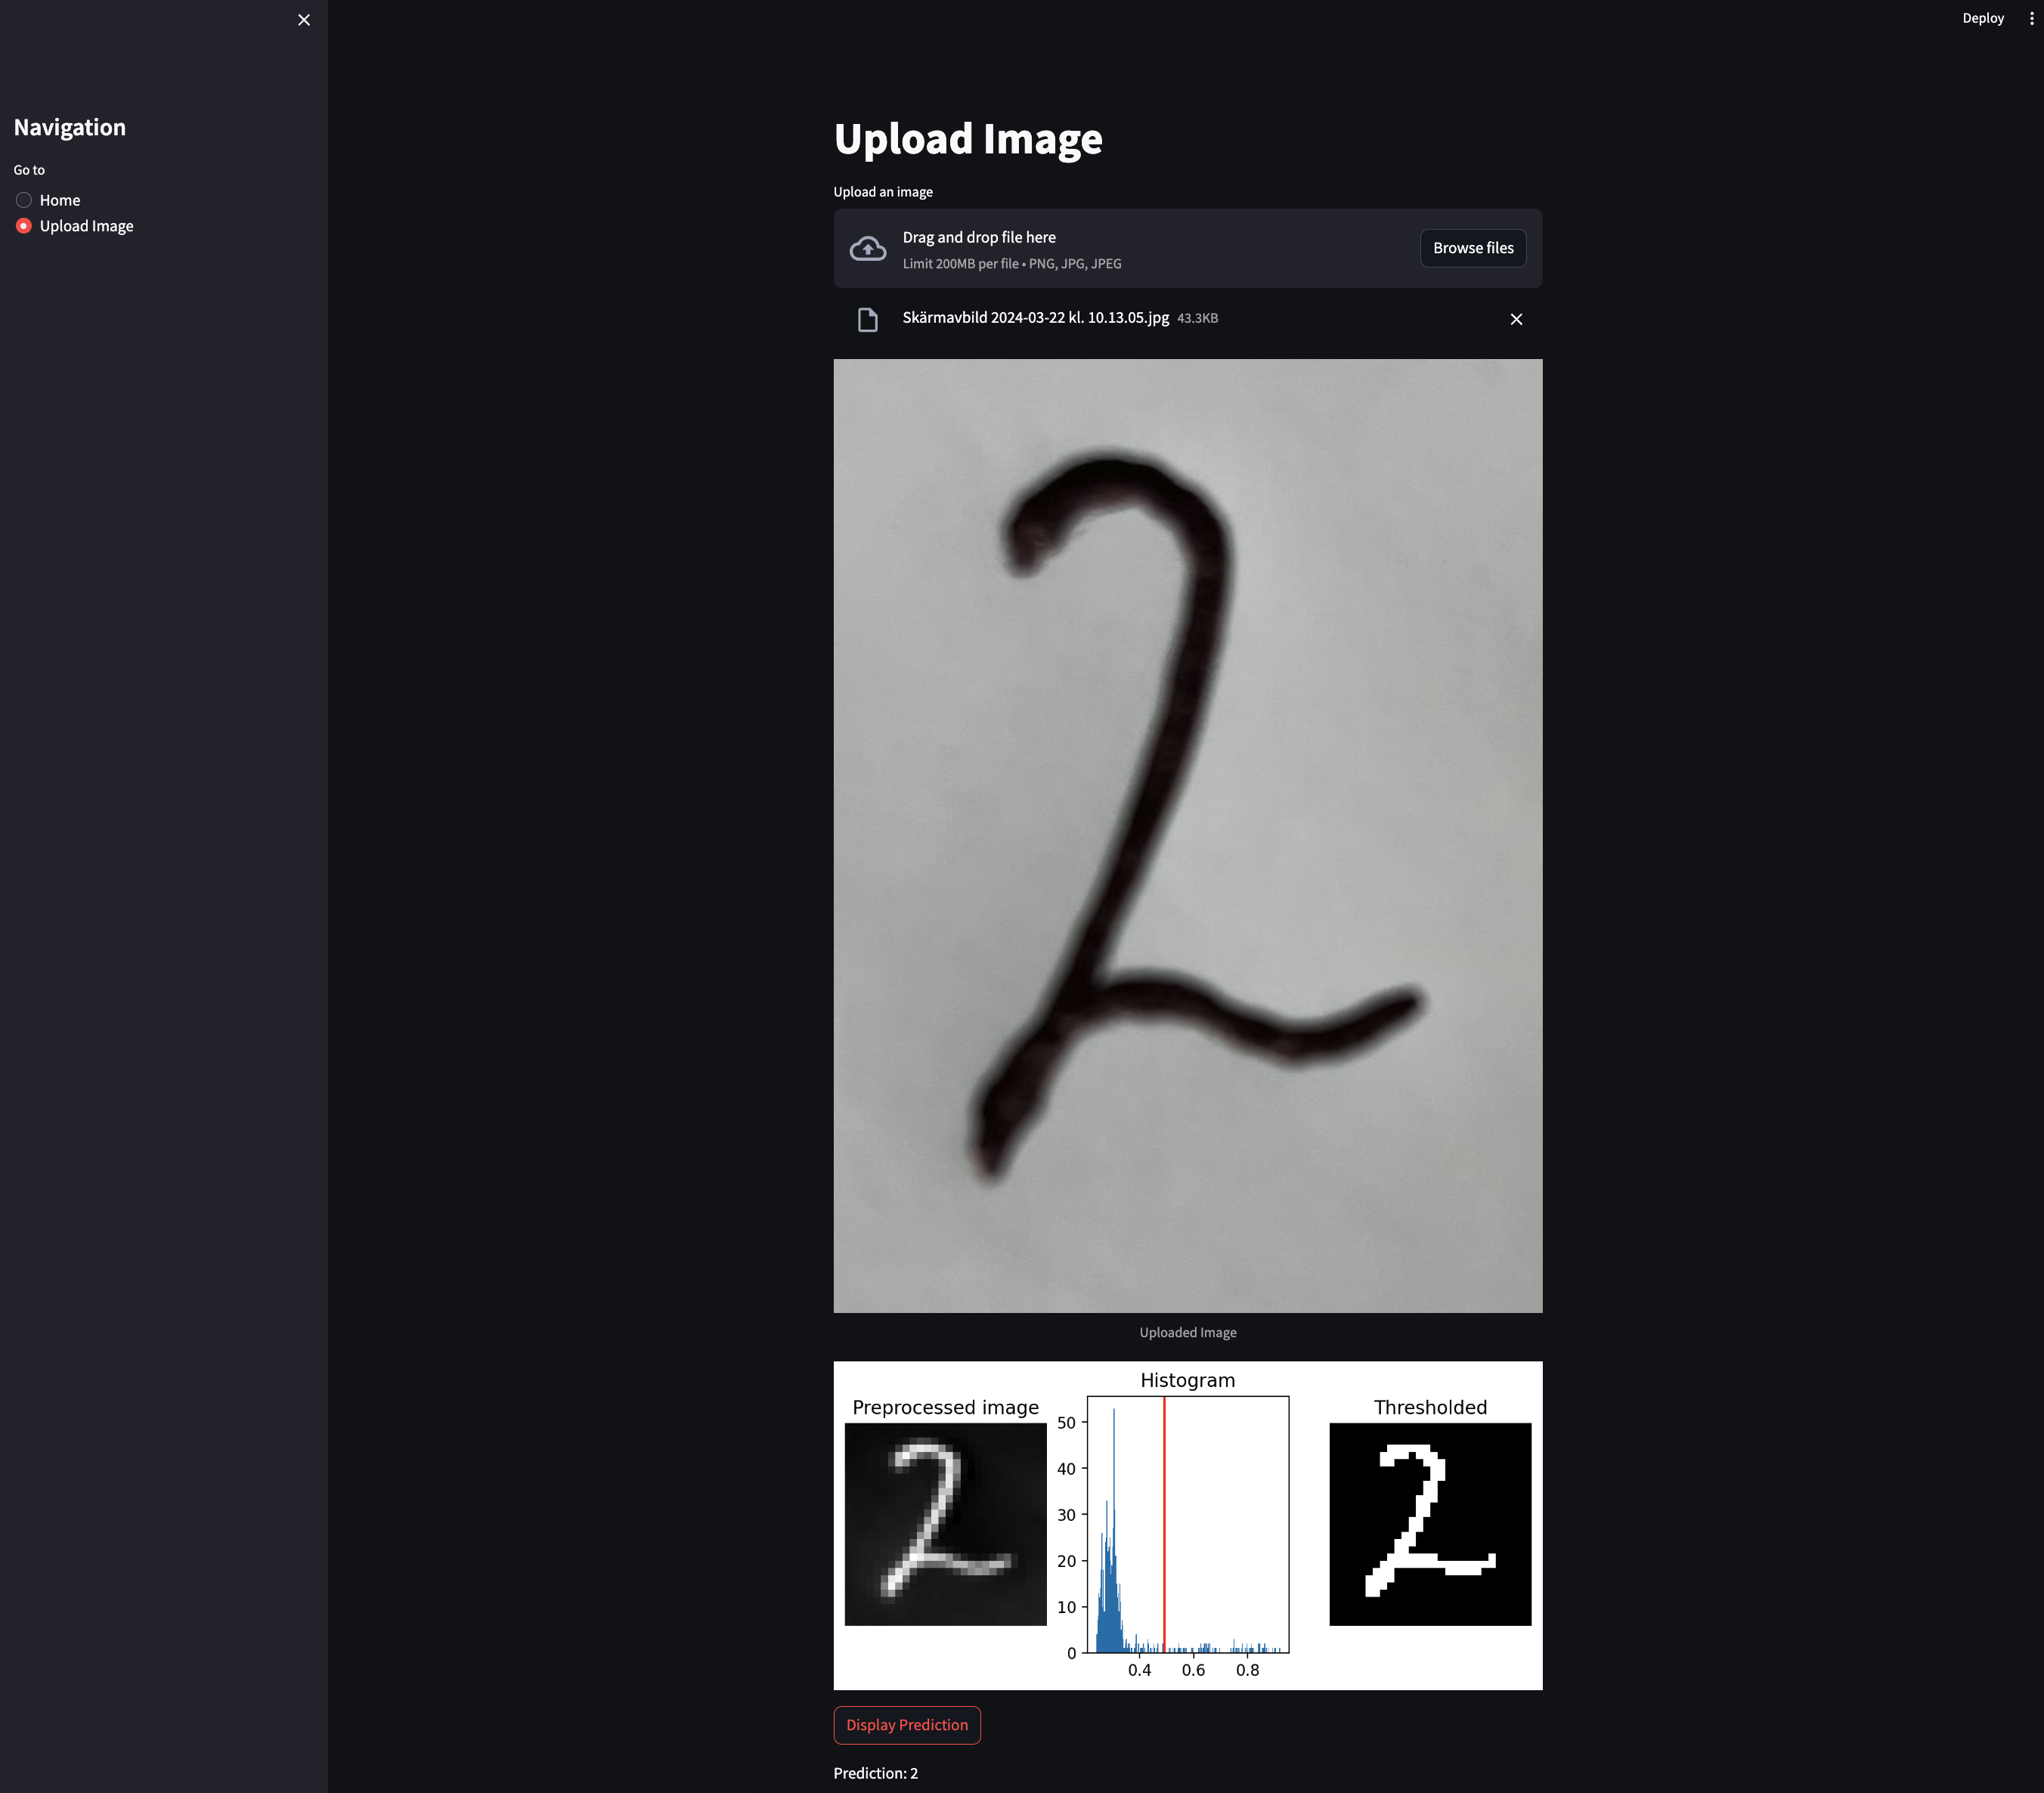 Deploy
Navigation
Go to
Home
Upload Image
Upload Image
Upload an image
Drag and drop file here
Limit 200MB per file • PNG, JPG, JPEG
Browse files
Skärmavbild 2024-03-22 kl. 10.13.05.jpg 43.3KB
2
Uploaded Image
Preprocessed image
2
Histogram
50
40
30
20
10
0
0.4 0.6 0.8
Thresholded
2
Display Prediction
Prediction: 2